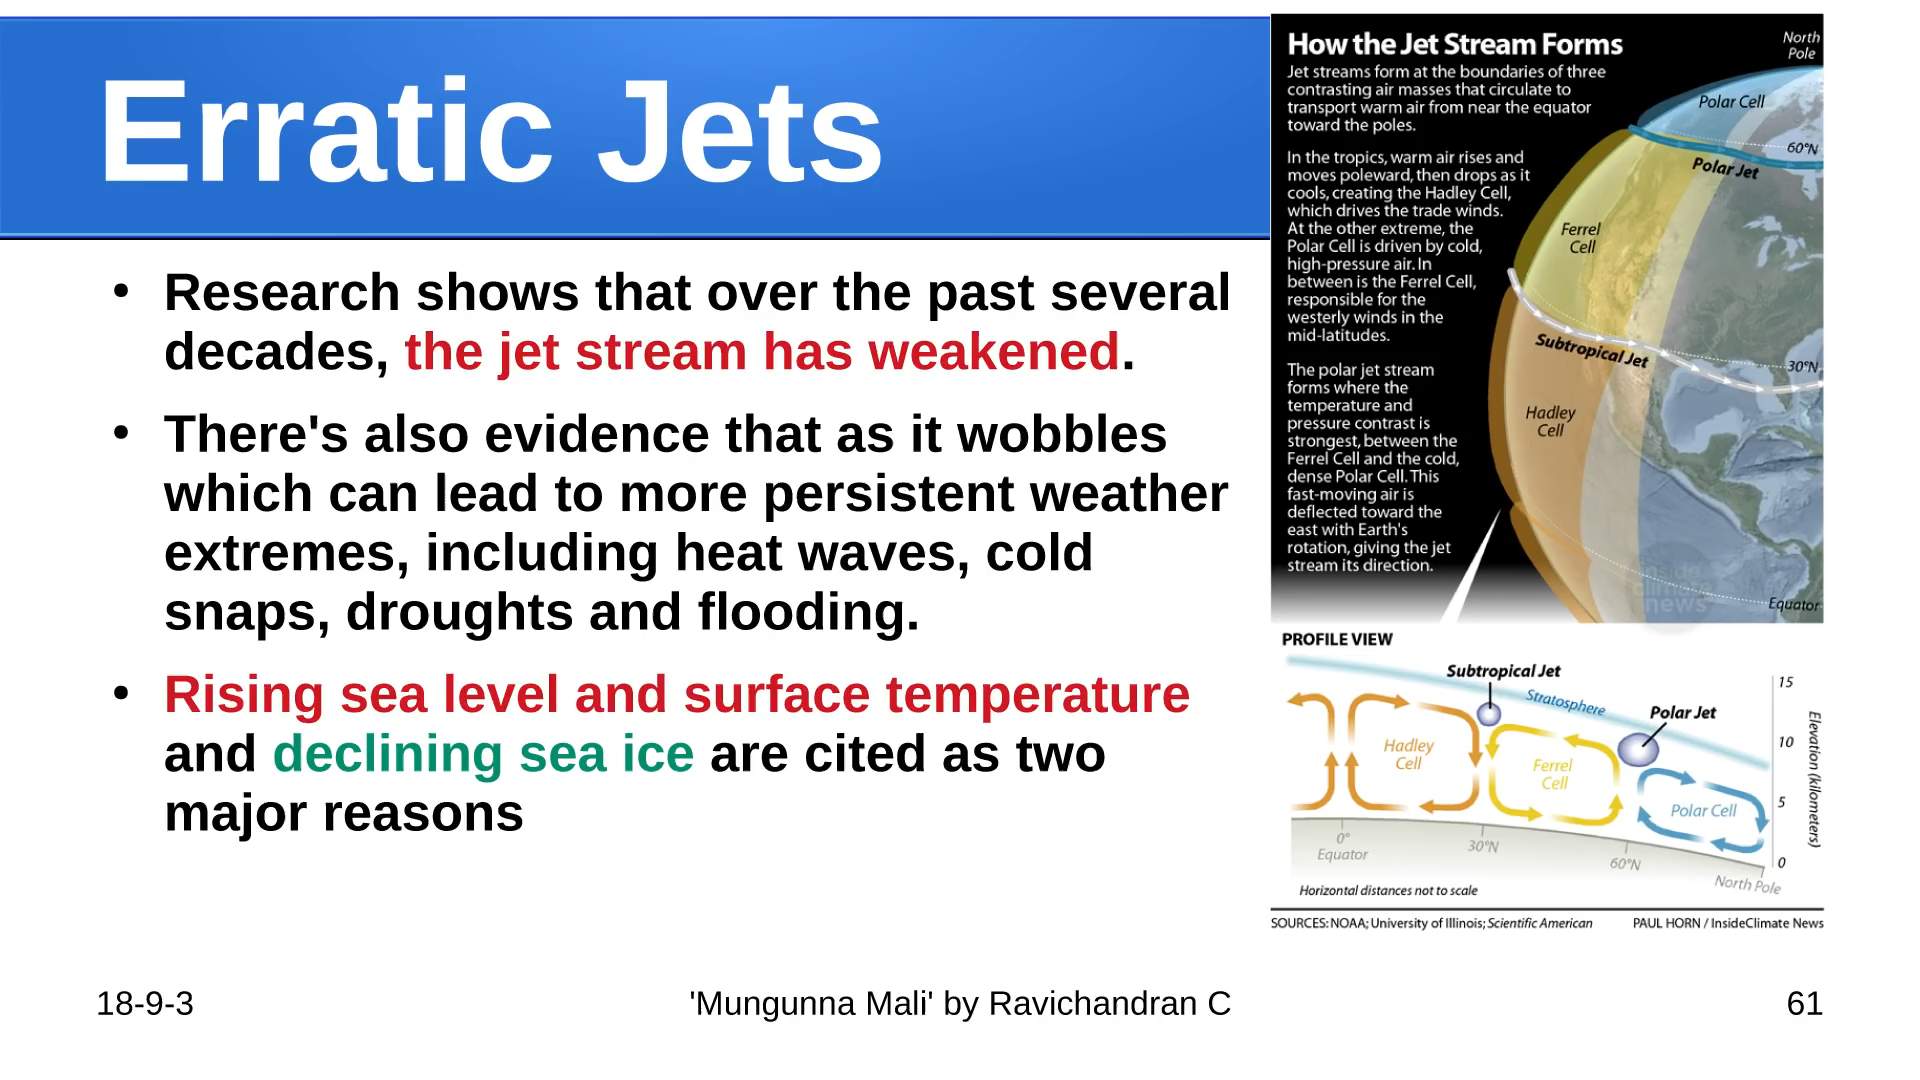 Erratic Jets
• Research shows that over the past several
decades, the jet stream has weakened.
• There's also evidence that as it wobbles
which can lead to more persistent weather
extremes, including heat waves, cold
snaps, droughts and flooding.
• Rising sea level and surface temperature
and declining sea ice are cited as two
major reasons
How the Jet Stream Forms
Jet streams form at the boundaries of three
contrasting air masses that circulate to
transport warm air from near the equator
toward the poles.
In the tropics, warm air rises and
moves poleward, then drops as it
cools, creating the Hadley Cell,
which drives the trade winds.
At the other extreme, the
Polar Cell is driven by cold,
high-pressure air. In
between is the Ferrel Cell,
responsible for the
westerly winds in the
mid-latitudes.
The polar jet stream
forms where the
temperature and
pressure contrast is
strongest, between the
Ferrel Cell and the cold,
dense Polar Cell. This
fast-moving air is
deflected toward the
east with Earth's
rotation, giving the jet
stream its direction.
North
Pole
Polar Cell
60°N
Polar Jet
Ferrel
Cell
Subtropical Jet
30°N
Hadley
Cell
inside
climate
news
Equator
PROFILE VIEW
Subtropical Jet
Stratosphere
Polar Jet
Hadley
Cell
Ferrel
Cell
Polar Cell
15
10
5
0
Elevation (kilometers)
0°
Equator
30°N
60°N
North Pole
Horizontal distances not to scale
SOURCES: NOAA; University of Illinois; Scientific American PAUL HORN / InsideClimate News
18-9-3
'Mungunna Mali' by Ravichandran C
61